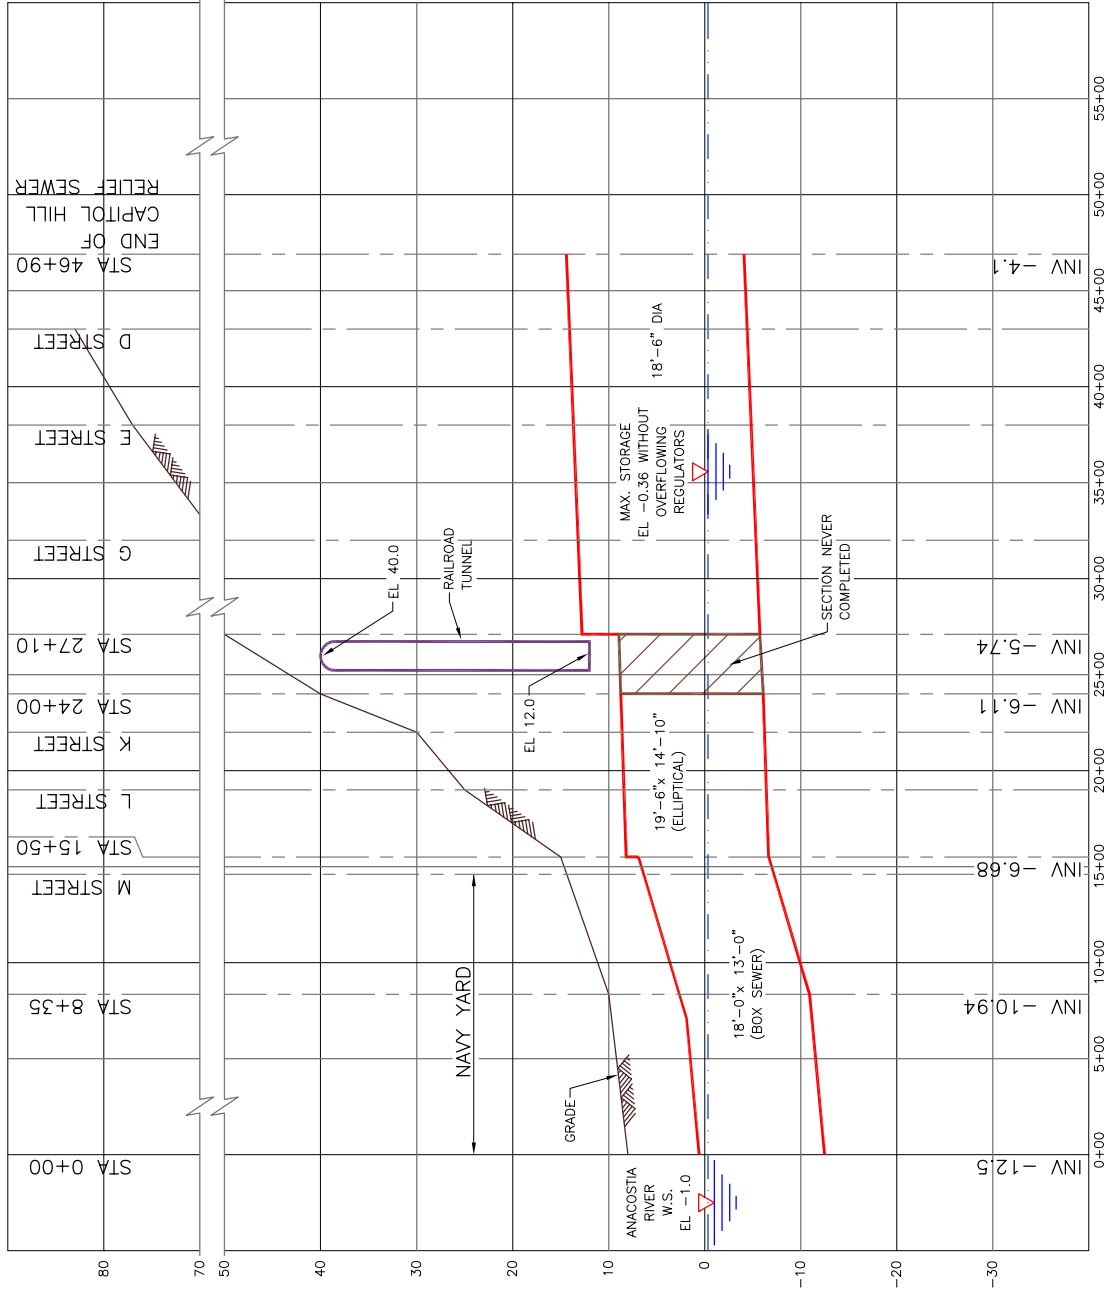 STA 0+00
STA 8+35
M STREET
STA 15+50
L STREET
K STREET
STA 24+00
STA 27+10
G STREET
E STREET
D STREET
STA 46+90
END OF
CAPITOL HILL
RELIEF SEWER
80
70
50
40
30
20
10
0
-10
-20
-30
NAVY YARD
GRADE
ANACOSTIA
RIVER
W.S.
EL -1.0
18'-0"x 13'-0"
(BOX SEWER)
19'-6"x 14'-10"
(ELLIPTICAL)
EL 12.0
EL 40.0
RAILROAD
TUNNEL
SECTION NEVER
COMPLETED
MAX. STORAGE
EL -0.36 WITHOUT
OVERFLOWING
REGULATORS
18'-6" DIA
INV -12.5
INV -10.94
INV -6.68
INV -6.11
INV -5.74
INV -4.1
0+00
5+00
10+00
15+00
20+00
25+00
30+00
35+00
40+00
45+00
50+00
55+00